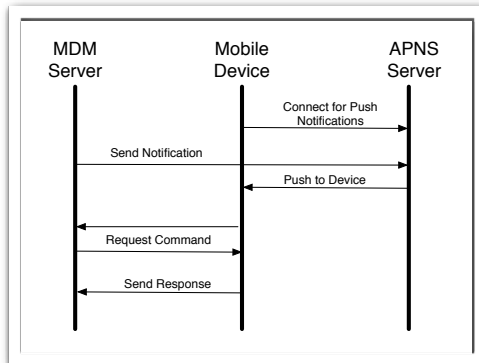 MDM
Server
Mobile
Device
APNS
Server
Connect for Push
Notifications
Send Notification
Push to Device
Request Command
Send Response